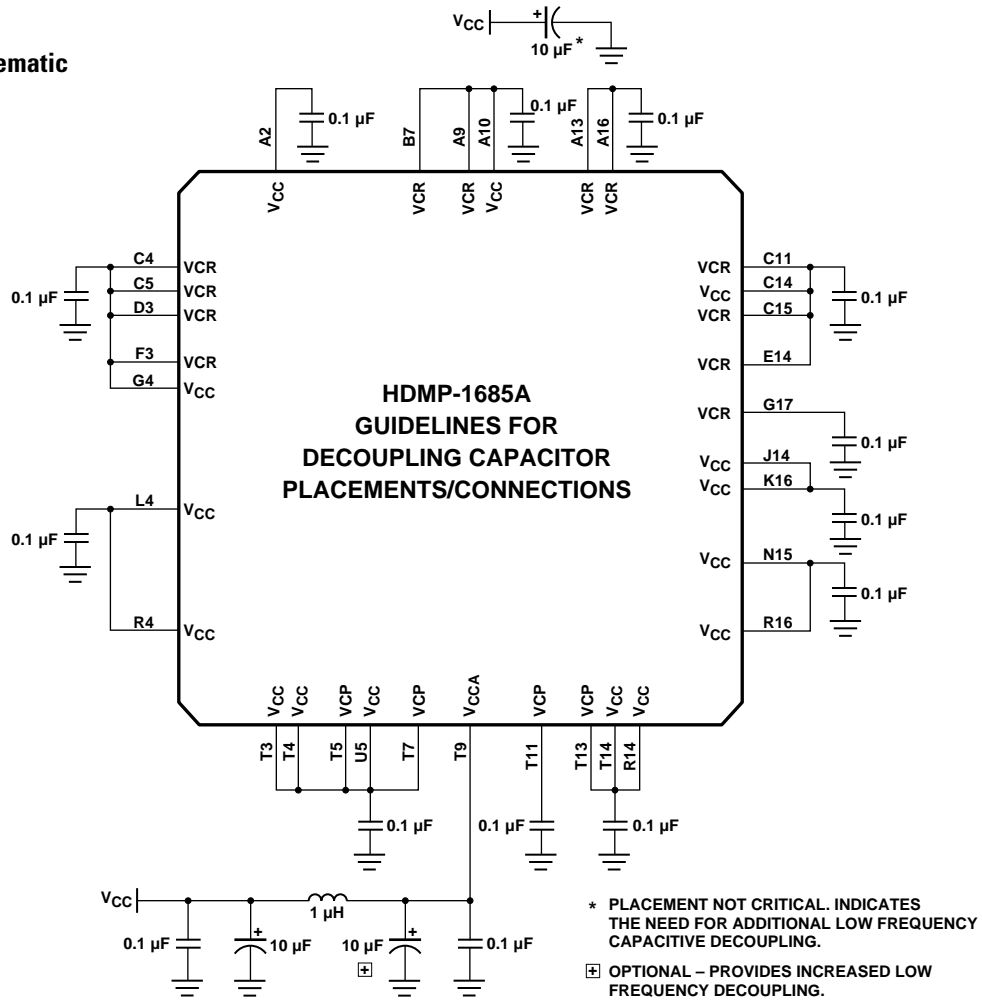 ematic
VCC
+
10 µF *
0.1 µF
0.1 µF
0.1 µF
A2
B7
A9
A10
A13
A16
VCC
VCR
VCR
VCC
VCR
VCR
C4
VCR
C5
VCR
D3
VCR
F3
VCR
G4
VCC
0.1 µF
L4
VCC
0.1 µF
R4
VCC
HDMP-1685A
GUIDELINES FOR
DECOUPLING CAPACITOR
PLACEMENTS/CONNECTIONS
VCR
C11
VCC
C14
VCR
C15
0.1 µF
VCR
E14
VCR
G17
0.1 µF
VCC
J14
VCC
K16
0.1 µF
VCC
N15
0.1 µF
VCC
R16
VCC
VCC
VCP
VCC
VCP
VCCA
VCP
VCP
VCC
VCC
T3
T4
T5
U5
T7
T9
T11
T13
T14
R14
0.1 µF
0.1 µF
0.1 µF
VCC
1 µH
0.1 µF
+
10 µF
10 µF
+
+
0.1 µF
* PLACEMENT NOT CRITICAL. INDICATES
THE NEED FOR ADDITIONAL LOW FREQUENCY
CAPACITIVE DECOUPLING.
+ OPTIONAL – PROVIDES INCREASED LOW
FREQUENCY DECOUPLING.